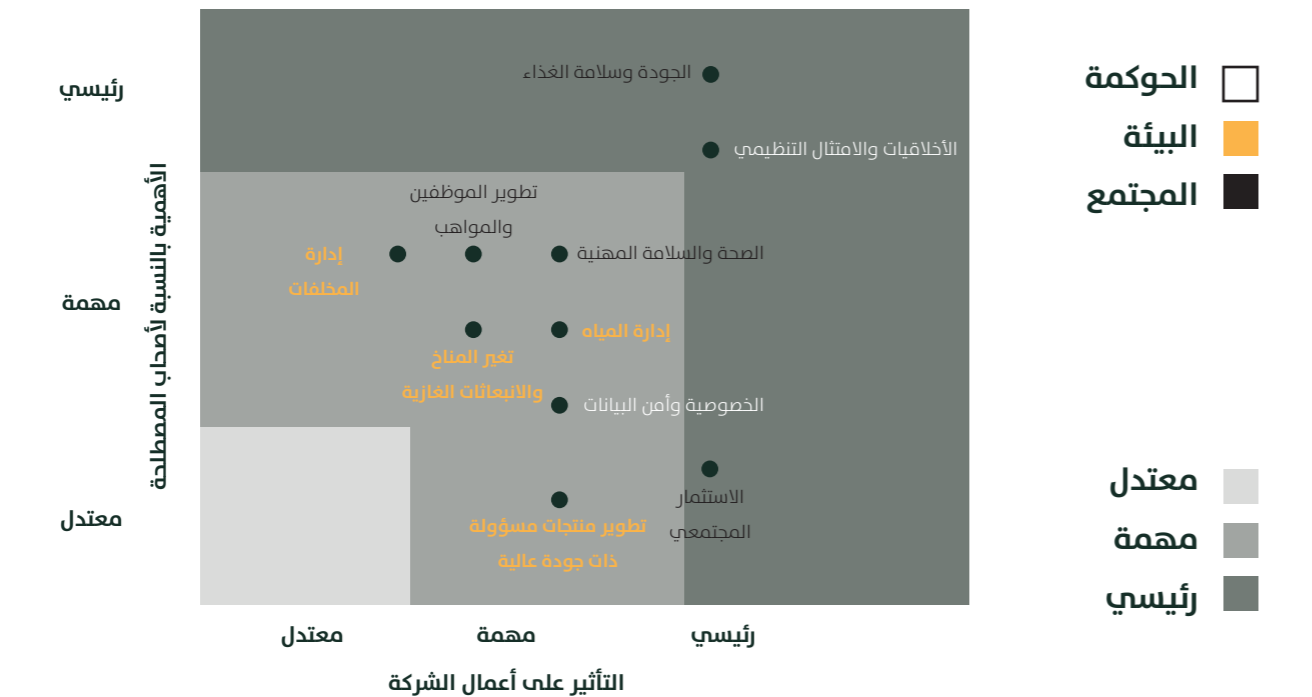 الحوكمة
البيئة
المجتمع
رئيسي
مهمة
معتدل
الأهمية بالنسبة لأصحاب المصطلحة
الجودة وسلامة الغذاء
الأخلاقيات والامتثال التنظيمي
تطوير الموظفين
والمواهب
الصحة والسلامة المهنية
إدارة
المخلفات
إدارة المياه
تغير المناخ
والانبعاثات الغازية
الخصوصية وأمن البيانات
الاستثمار
المجتمعي
تطوير منتجات مسؤولة
ذات جودة عالية
معتدل
مهمة
رئيسي
معتدل
مهمة
رئيسي
التأثير على أعمال الشركة